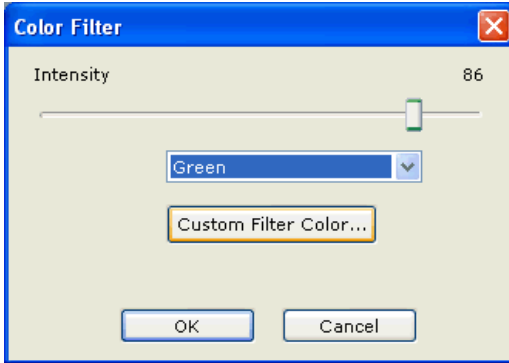 Color Filter
Intensity 86
Green
Custom Filter Color...
OK Cancel